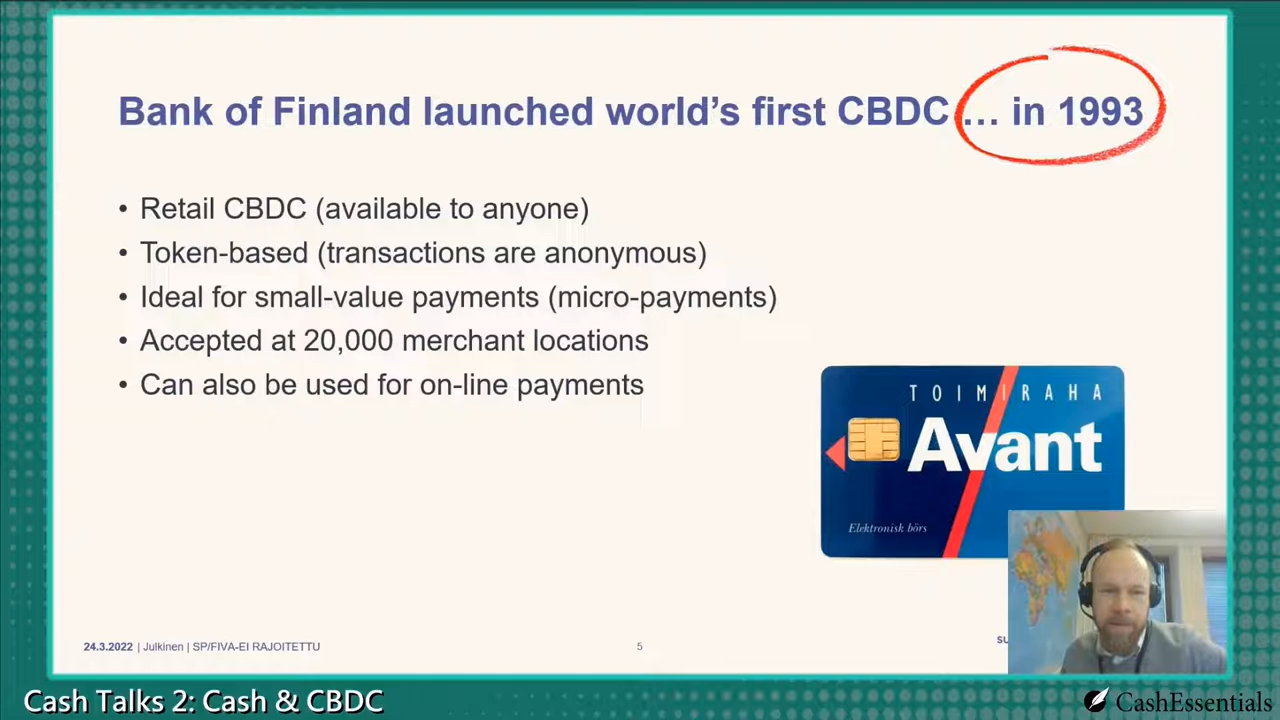 Bank of Finland launched world's first CBDC … in 1993
• Retail CBDC (available to anyone)
• Token-based (transactions are anonymous)
• Ideal for small-value payments (micro-payments)
• Accepted at 20,000 merchant locations
• Can also be used for on-line payments
TOIMIRAHA
Avant
Elektronisk börs
24.3.2022 | Julkinen | SP/FIVA-EI RAJOITETTU
5
Cash Talks 2: Cash & CBDC
CashEssentials